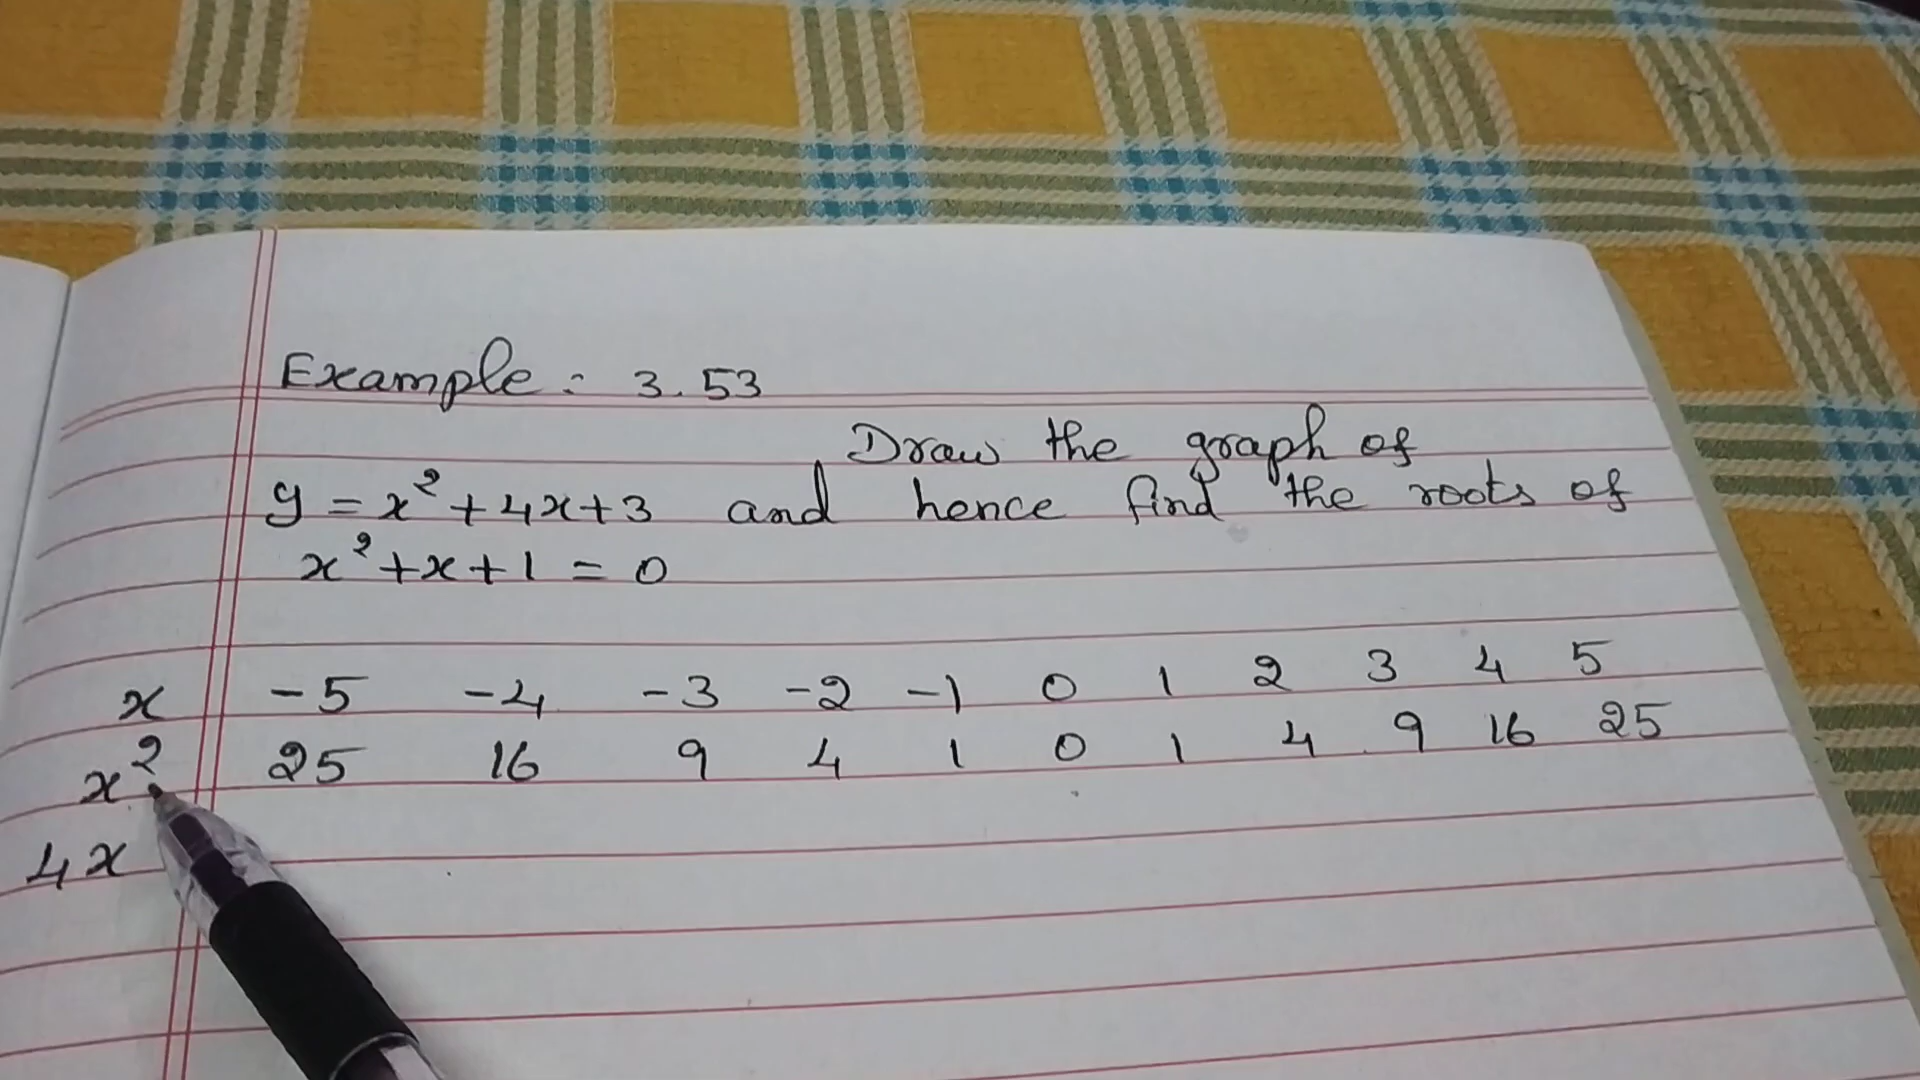 Example: 3.53
Draw the graph of
y = x² + 4x + 3 and hence find the roots of
x² + x + 1 = 0
x -5 -4 -3 -2 -1 0 1 2 3 4 5
x² 25 16 9 4 1 0 1 4 9 16 25
4x